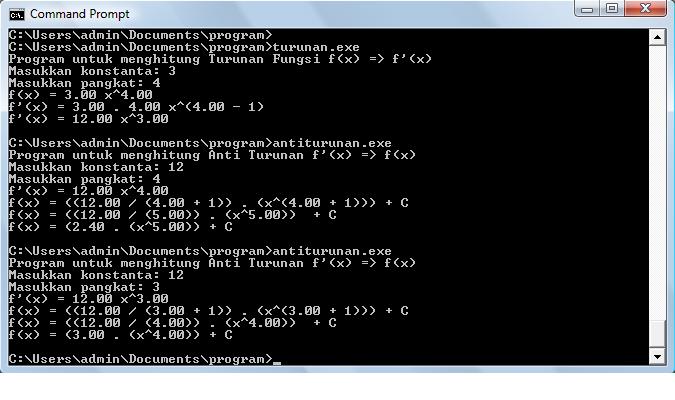 Command Prompt
C:\Users\admin\Documents\program>
C:\Users\admin\Documents\program>turunan.exe
Program untuk menghitung Turunan Fungsi f(x) => f'(x)
Masukkan konstanta: 3
Masukkan pangkat: 4
f(x) = 3.00 x^4.00
f'(x) = 3.00 . 4.00 x^(4.00 - 1)
f'(x) = 12.00 x^3.00
C:\Users\admin\Documents\program>antiturunan.exe
Program untuk menghitung Anti Turunan f'(x) => f(x)
Masukkan konstanta: 12
Masukkan pangkat: 4
f'(x) = 12.00 x^4.00
f(x) = ((12.00 / (4.00 + 1)) . (x^(4.00 + 1))) + C
f(x) = ((12.00 / (5.00)) . (x^5.00))  + C
f(x) = (2.40 . (x^5.00)) + C
C:\Users\admin\Documents\program>antiturunan.exe
Program untuk menghitung Anti Turunan f'(x) => f(x)
Masukkan konstanta: 12
Masukkan pangkat: 3
f'(x) = 12.00 x^3.00
f(x) = ((12.00 / (3.00 + 1)) . (x^(3.00 + 1))) + C
f(x) = ((12.00 / (4.00)) . (x^4.00))  + C
f(x) = (3.00 . (x^4.00)) + C
C:\Users\admin\Documents\program>_